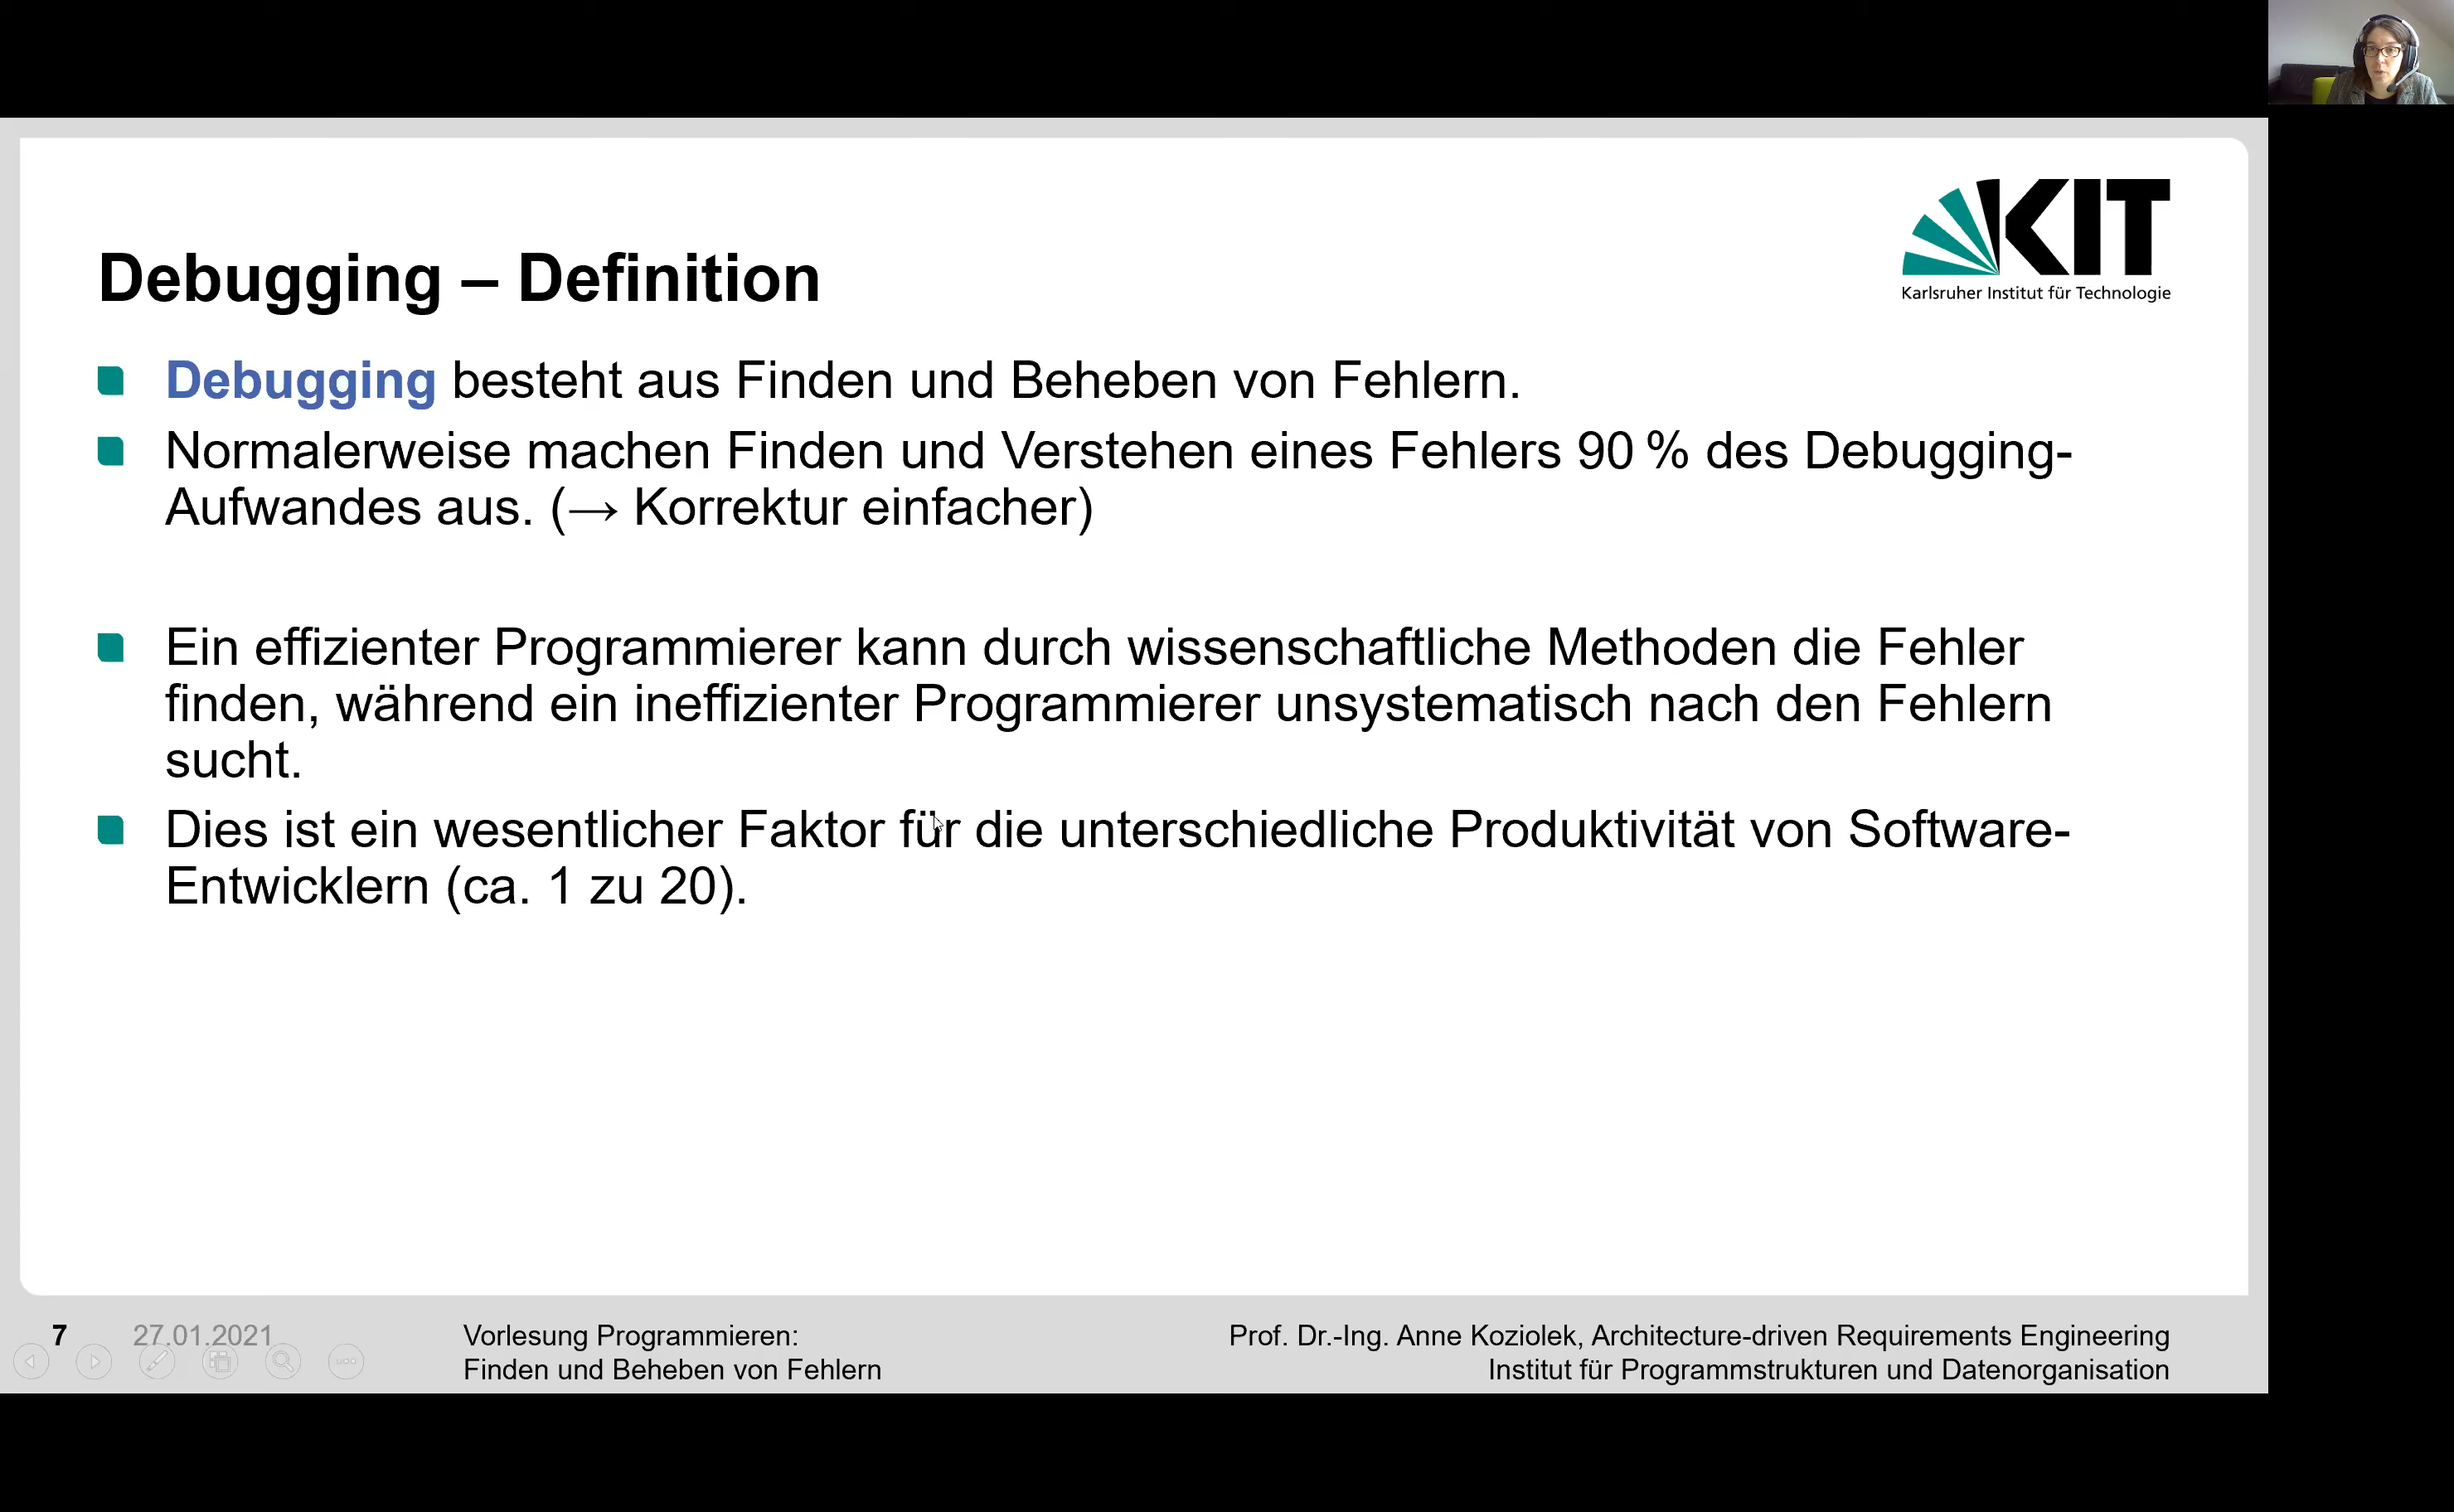 KIT
Karlsruher Institut für Technologie
Debugging – Definition
Debugging besteht aus Finden und Beheben von Fehlern.
Normalerweise machen Finden und Verstehen eines Fehlers 90 % des Debugging-
Aufwandes aus. (→ Korrektur einfacher)
Ein effizienter Programmierer kann durch wissenschaftliche Methoden die Fehler
finden, während ein ineffizienter Programmierer unsystematisch nach den Fehlern
sucht.
Dies ist ein wesentlicher Faktor für die unterschiedliche Produktivität von Software-
Entwicklern (ca. 1 zu 20).
7
27.01.2021
Vorlesung Programmieren:
Finden und Beheben von Fehlern
Prof. Dr.-Ing. Anne Koziolek, Architecture-driven Requirements Engineering
Institut für Programmstrukturen und Datenorganisation